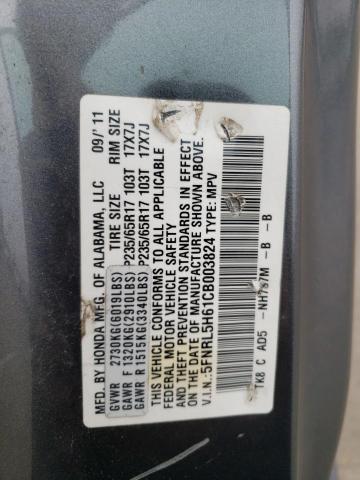 MFD. BY HONDA MFG. OF ALABAMA, LLC 09/'11
GVWR 2730KG(6019LBS) TIRE SIZE RIM SIZE
GAWR F 1320KG(2910LBS) P235/65R17 103T 17X7J
GAWR R 1515KG(3340LBS) P235/65R17 103T 17X7J
THIS VEHICLE CONFORMS TO ALL APPLICABLE
FEDERAL MOTOR VEHICLE SAFETY
AND THEFT PREVENTION STANDARDS IN EFFECT
ON THE DATE OF MANUFACTURE SHOWN ABOVE.
V.I.N.:5FNRL5H61CB003824 TYPE: MPV
TK8 C AD5 -NH737M -B -B